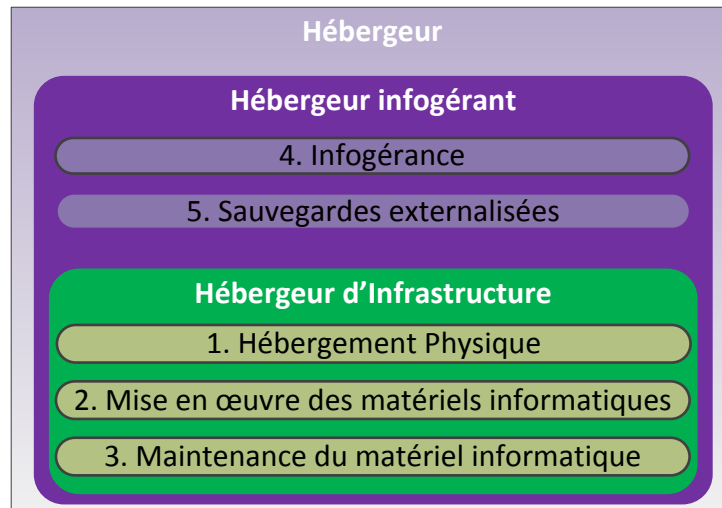 Hébergeur
Hébergeur infogérant
4. Infogérance
5. Sauvegardes externalisées
Hébergeur d’Infrastructure
1. Hébergement Physique
2. Mise en œuvre des matériels informatiques
3. Maintenance du matériel informatique